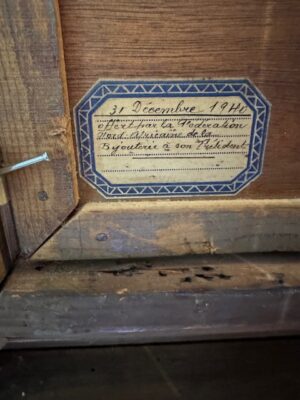 31 Décembre 1940
offert par la Fédération
Nord-Africaine de la
Bijouterie à son Président